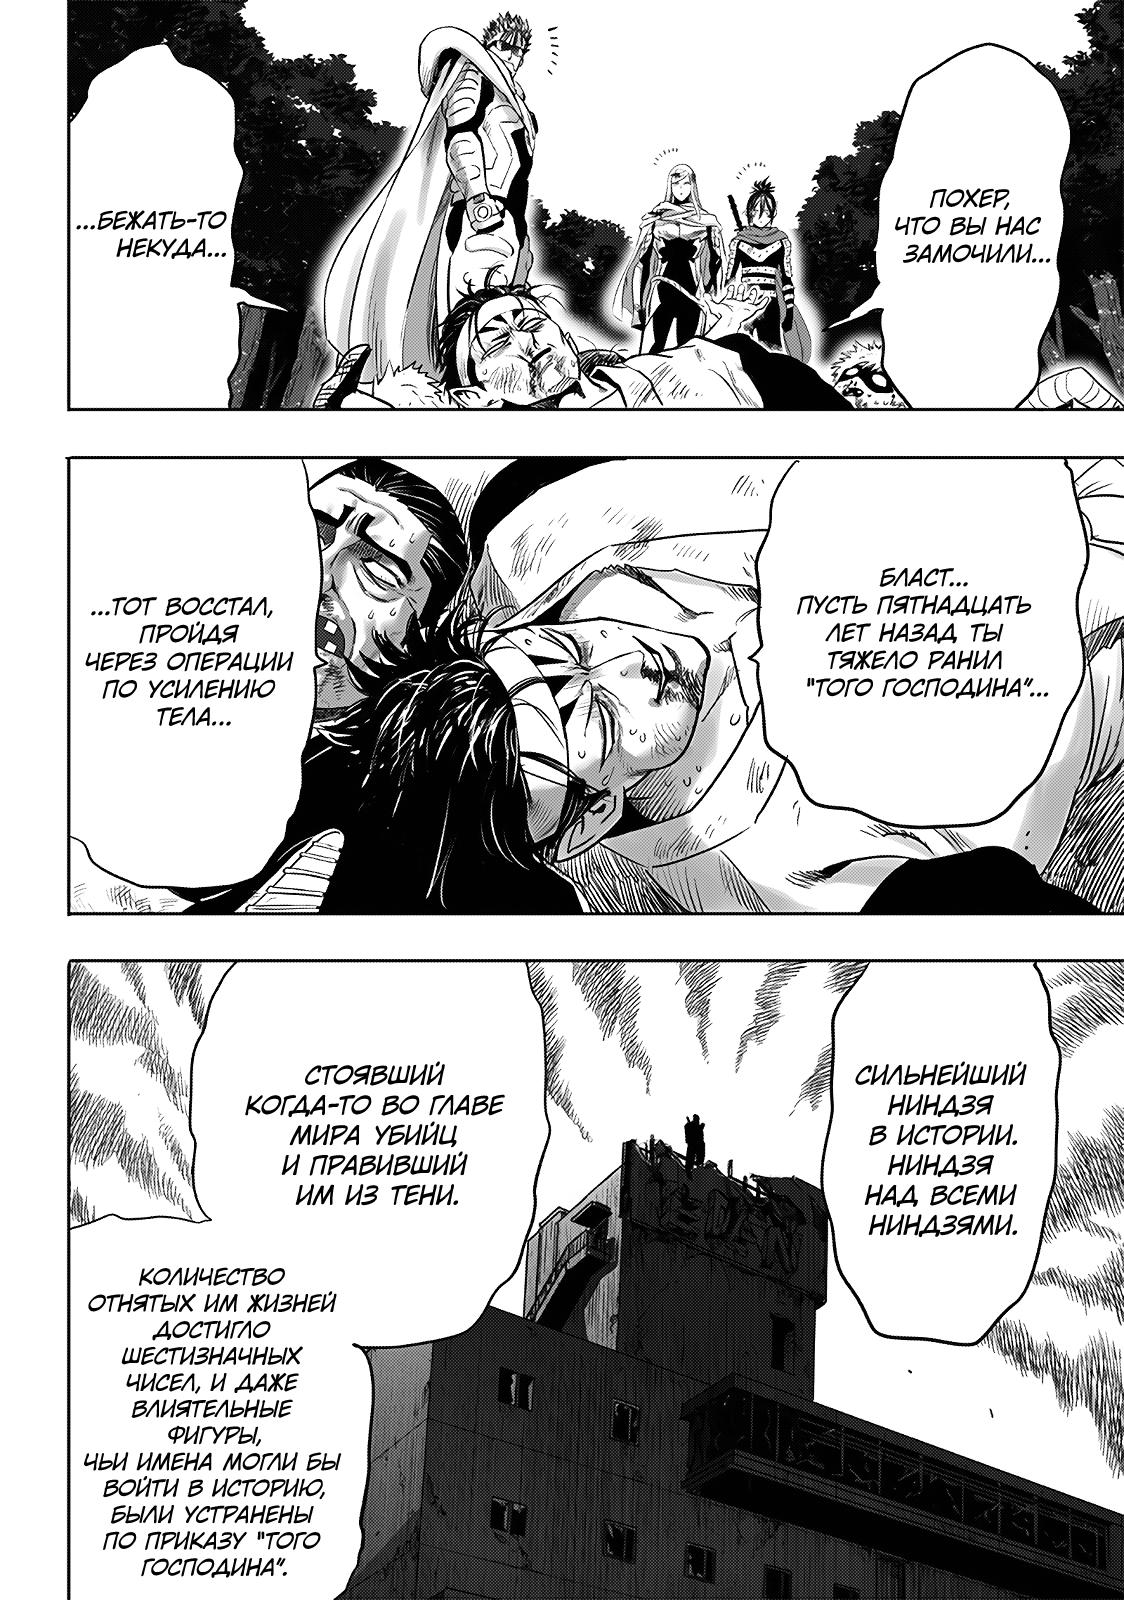 ПОХЕР,
ЧТО ВЫ НАС
ЗАМОЧИЛИ...
...БЕЖАТЬ-ТО
НЕКУДА...
БЛАСТ...
ПУСТЬ ПЯТНАДЦАТЬ
ЛЕТ НАЗАД ТЫ
ТЯЖЕЛО РАНИЛ
"ТОГО ГОСПОДИНА"...
...ТОТ ВОССТАЛ,
ПРОЙДЯ
ЧЕРЕЗ ОПЕРАЦИИ
ПО УСИЛЕНИЮ
ТЕЛА...
СИЛЬНЕЙШИЙ
НИНДЗЯ
В ИСТОРИИ.
НИНДЗЯ
НАД ВСЕМИ
НИНДЗЯМИ.
СТОЯВШИЙ
КОГДА-ТО ВО ГЛАВЕ
МИРА УБИЙЦ
И ПРАВИВШИЙ
ИМ ИЗ ТЕНИ.
КОЛИЧЕСТВО
ОТНЯТЫХ ИМ ЖИЗНЕЙ
ДОСТИГЛО
ШЕСТИЗНАЧНЫХ
ЧИСЕЛ, И ДАЖЕ
ВЛИЯТЕЛЬНЫЕ
ФИГУРЫ,
ЧЬИ ИМЕНА МОГЛИ БЫ
ВОЙТИ В ИСТОРИЮ,
БЫЛИ УСТРАНЕНЫ
ПО ПРИКАЗУ "ТОГО
ГОСПОДИНА".